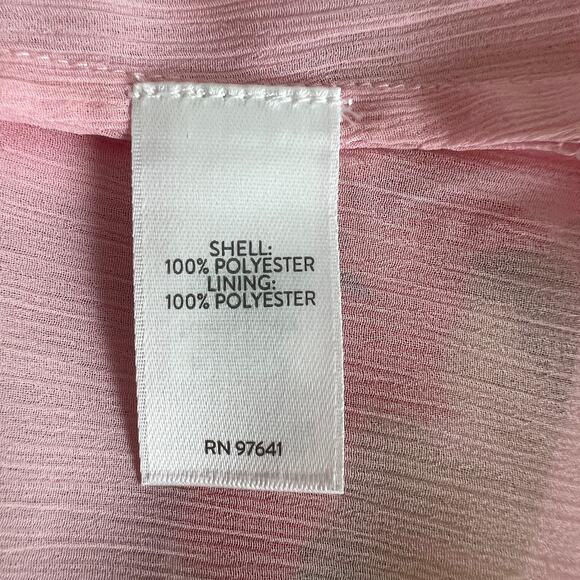 SHELL:
100% POLYESTER
LINING:
100% POLYESTER
RN 97641